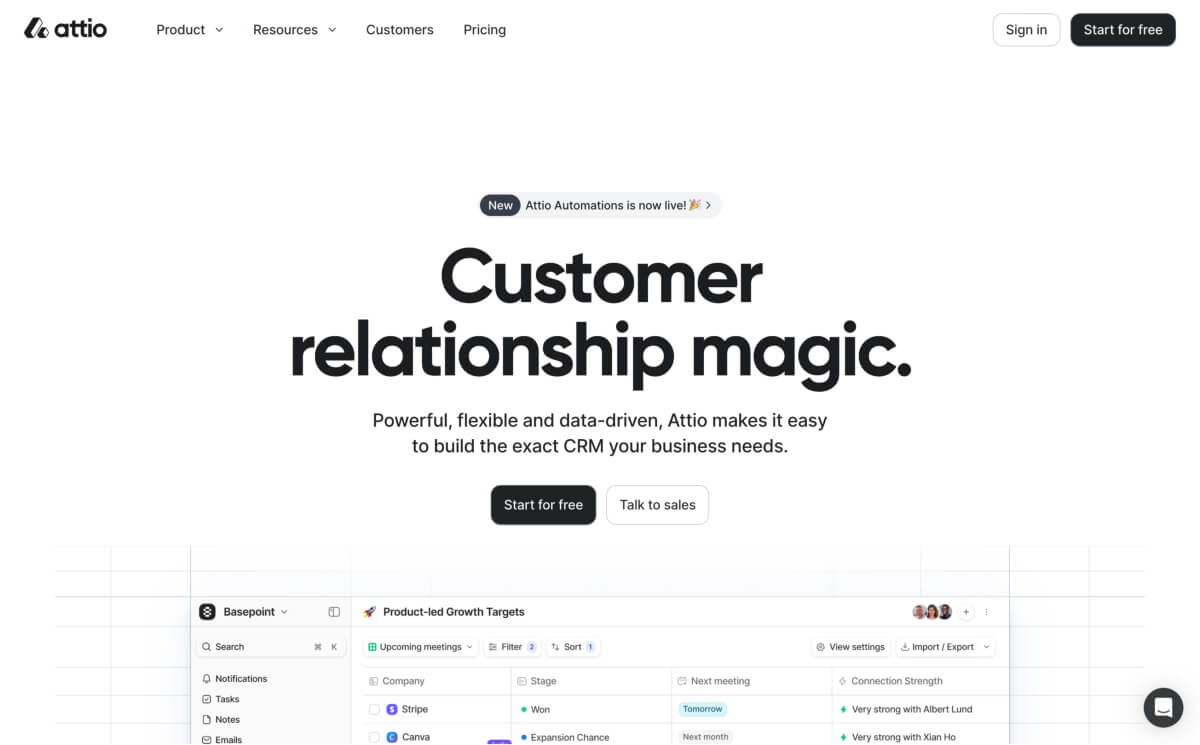 attio
Product
Resources
Customers
Pricing
Sign in
Start for free
New Attio Automations is now live! 🎉
Customer
relationship magic.
Powerful, flexible and data-driven, Attio makes it easy
to build the exact CRM your business needs.
Start for free
Talk to sales
Basepoint
🚀 Product-led Growth Targets
Search ⌘ K
Upcoming meetings
Filter 2
Sort 1
View settings
Import / Export
Notifications
Tasks
Notes
Emails
Company Stage Next meeting Connection Strength
Stripe Won Tomorrow Very strong with Albert Lund
Canva Expansion Chance Next month Very strong with Xian Ho